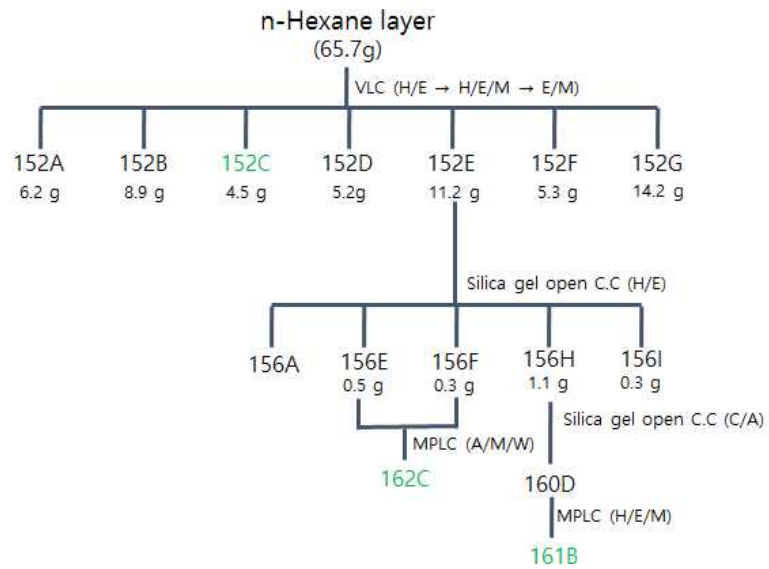 n-Hexane layer
(65.7g)
VLC (H/E → H/E/M → E/M)
152A 152B 152C 152D 152E 152F 152G
6.2 g 8.9 g 4.5 g 5.2g 11.2 g 5.3 g 14.2 g
Silica gel open C.C (H/E)
156A 156E 156F 156H 156I
0.5 g 0.3 g 1.1 g 0.3 g
Silica gel open C.C (C/A)
MPLC (A/M/W)
162C
160D
MPLC (H/E/M)
161B